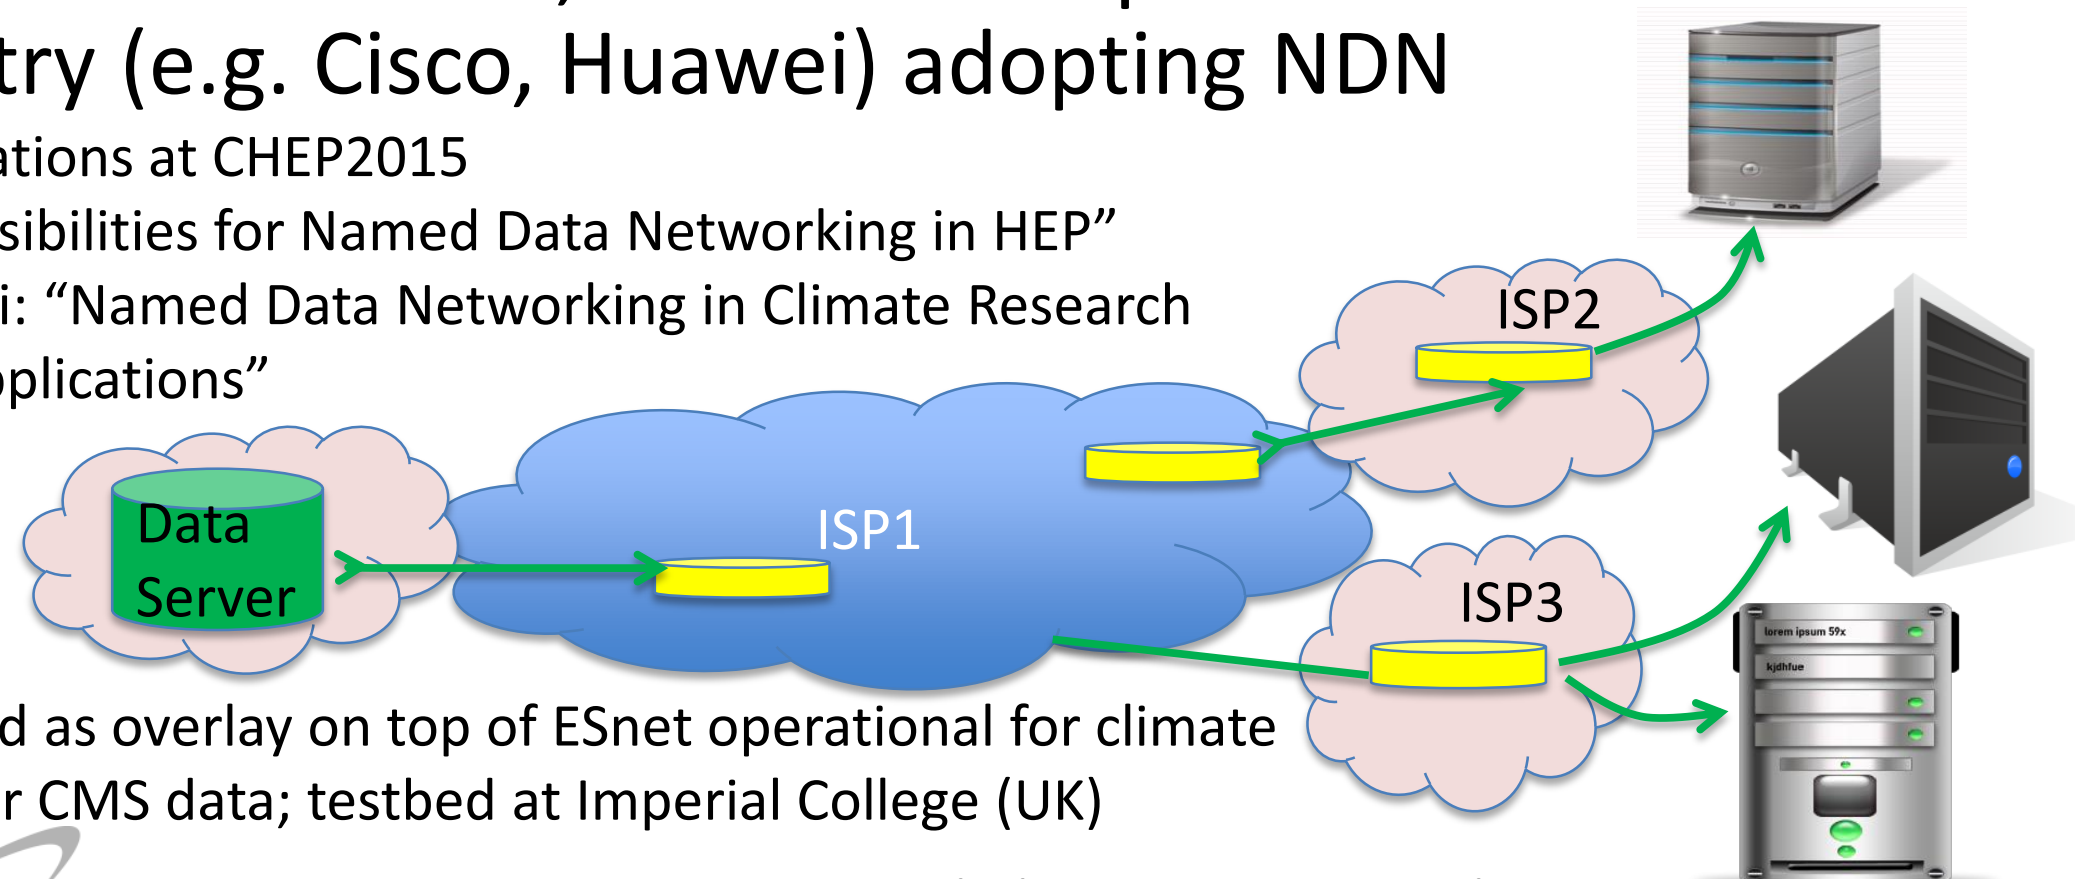 try (e.g. Cisco, Huawei) adopting NDN
ations at CHEP2015
sibilities for Named Data Networking in HEP”
i: “Named Data Networking in Climate Research
pplications”
ISP2
Data
Server
ISP1
ISP3
lorem ipsum 59x
kjdhfue
d as overlay on top of ESnet operational for climate
r CMS data; testbed at Imperial College (UK)